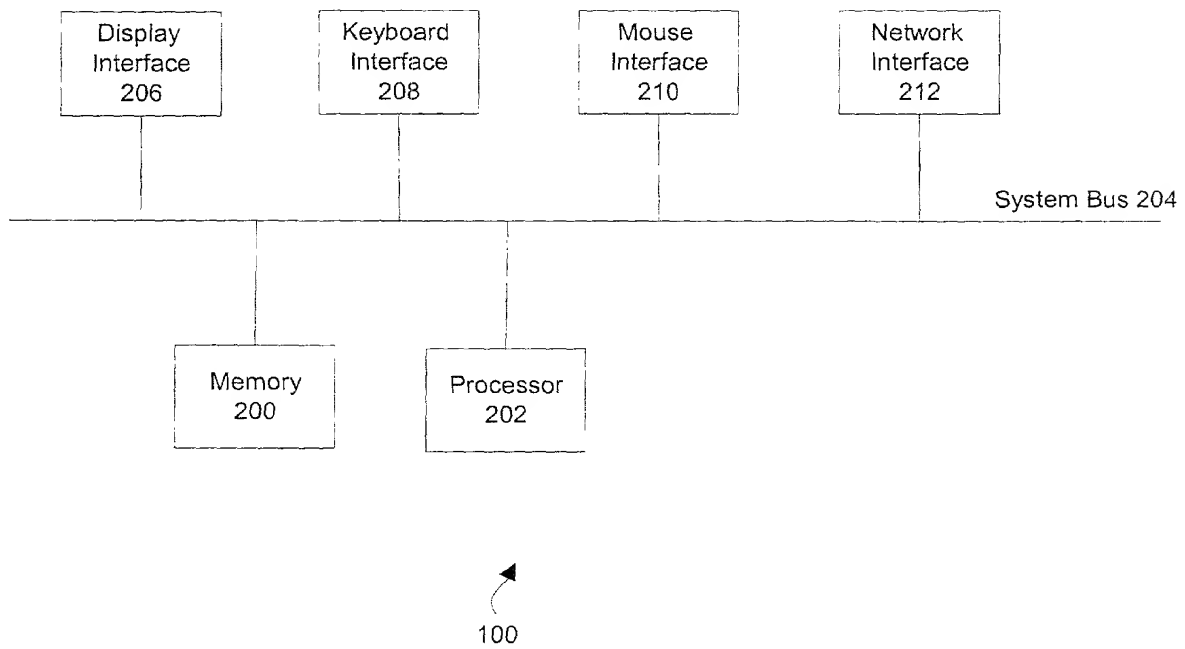 Display
Interface
206
Keyboard
Interface
208
Mouse
Interface
210
Network
Interface
212
System Bus 204
Memory
200
Processor
202
100